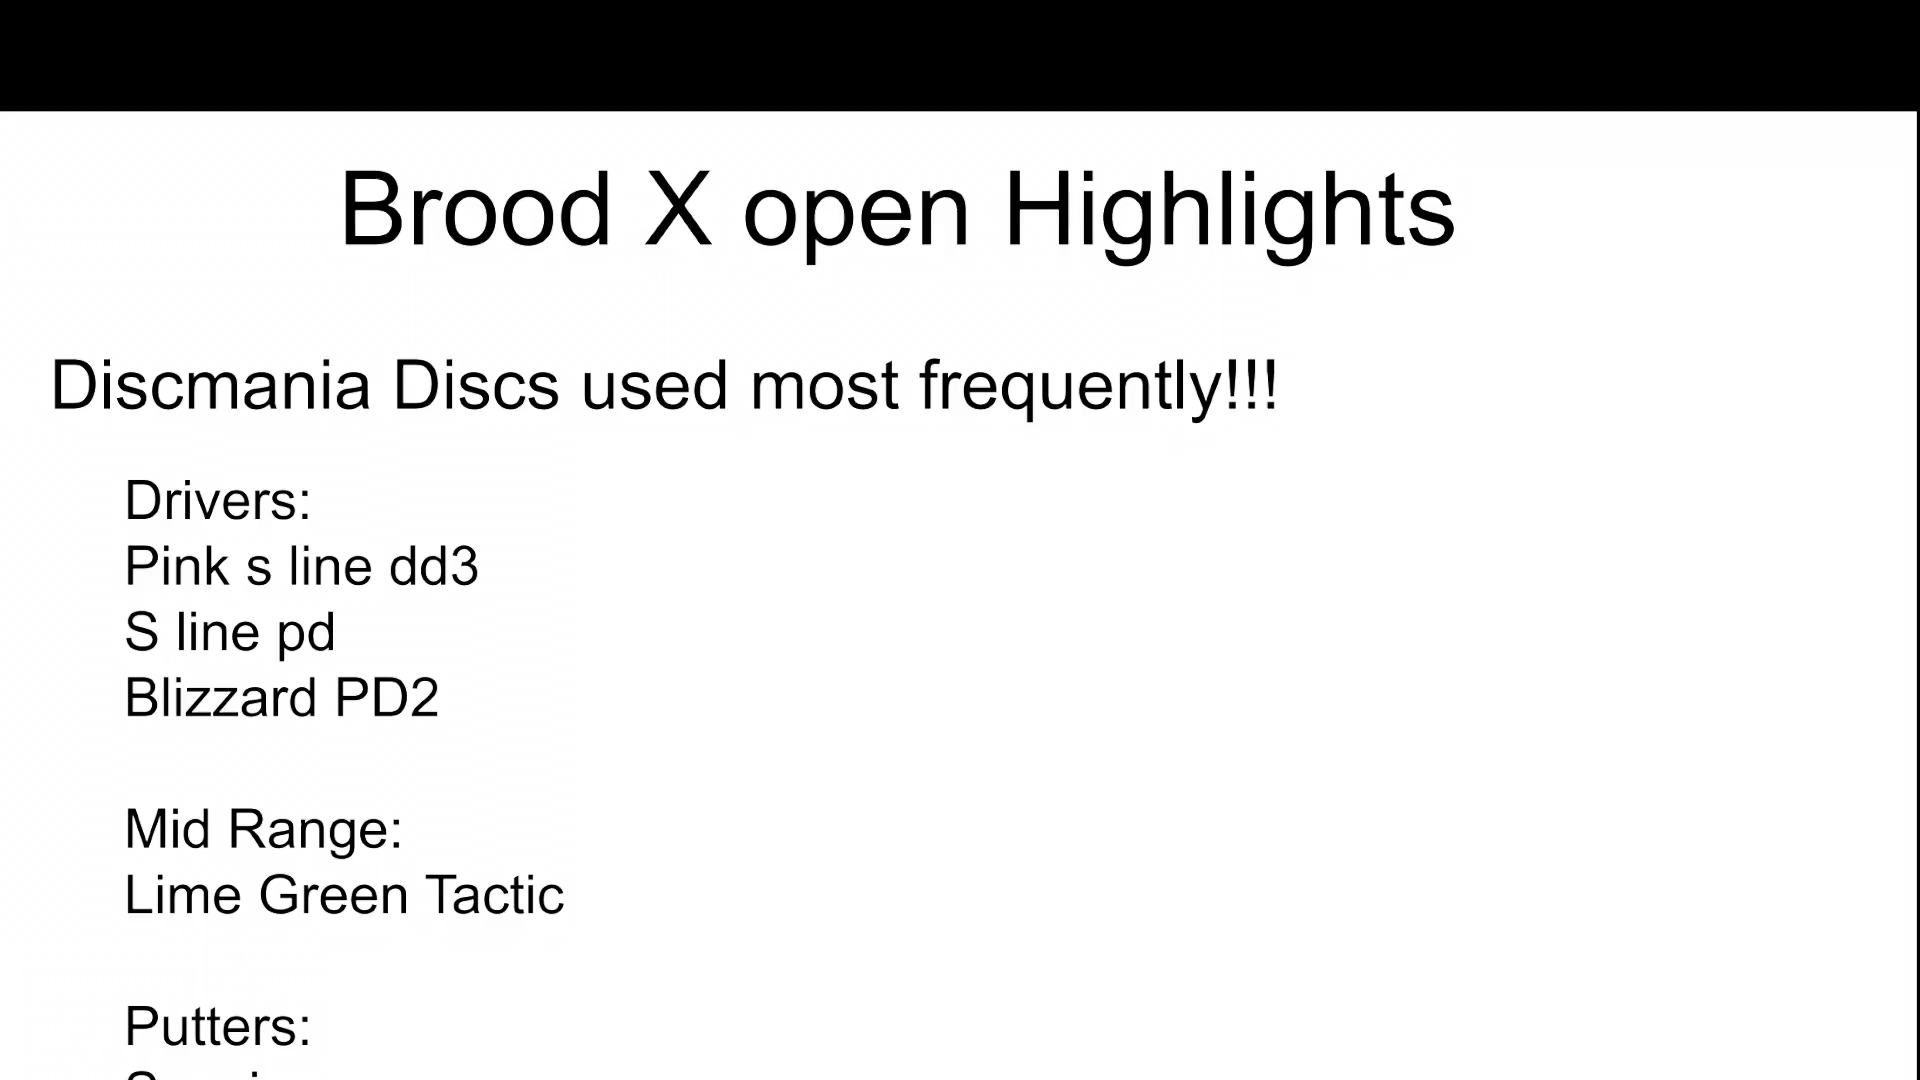 Brood X open Highlights
Discmania Discs used most frequently!!!
Drivers:
Pink s line dd3
S line pd
Blizzard PD2
Mid Range:
Lime Green Tactic
Putters: